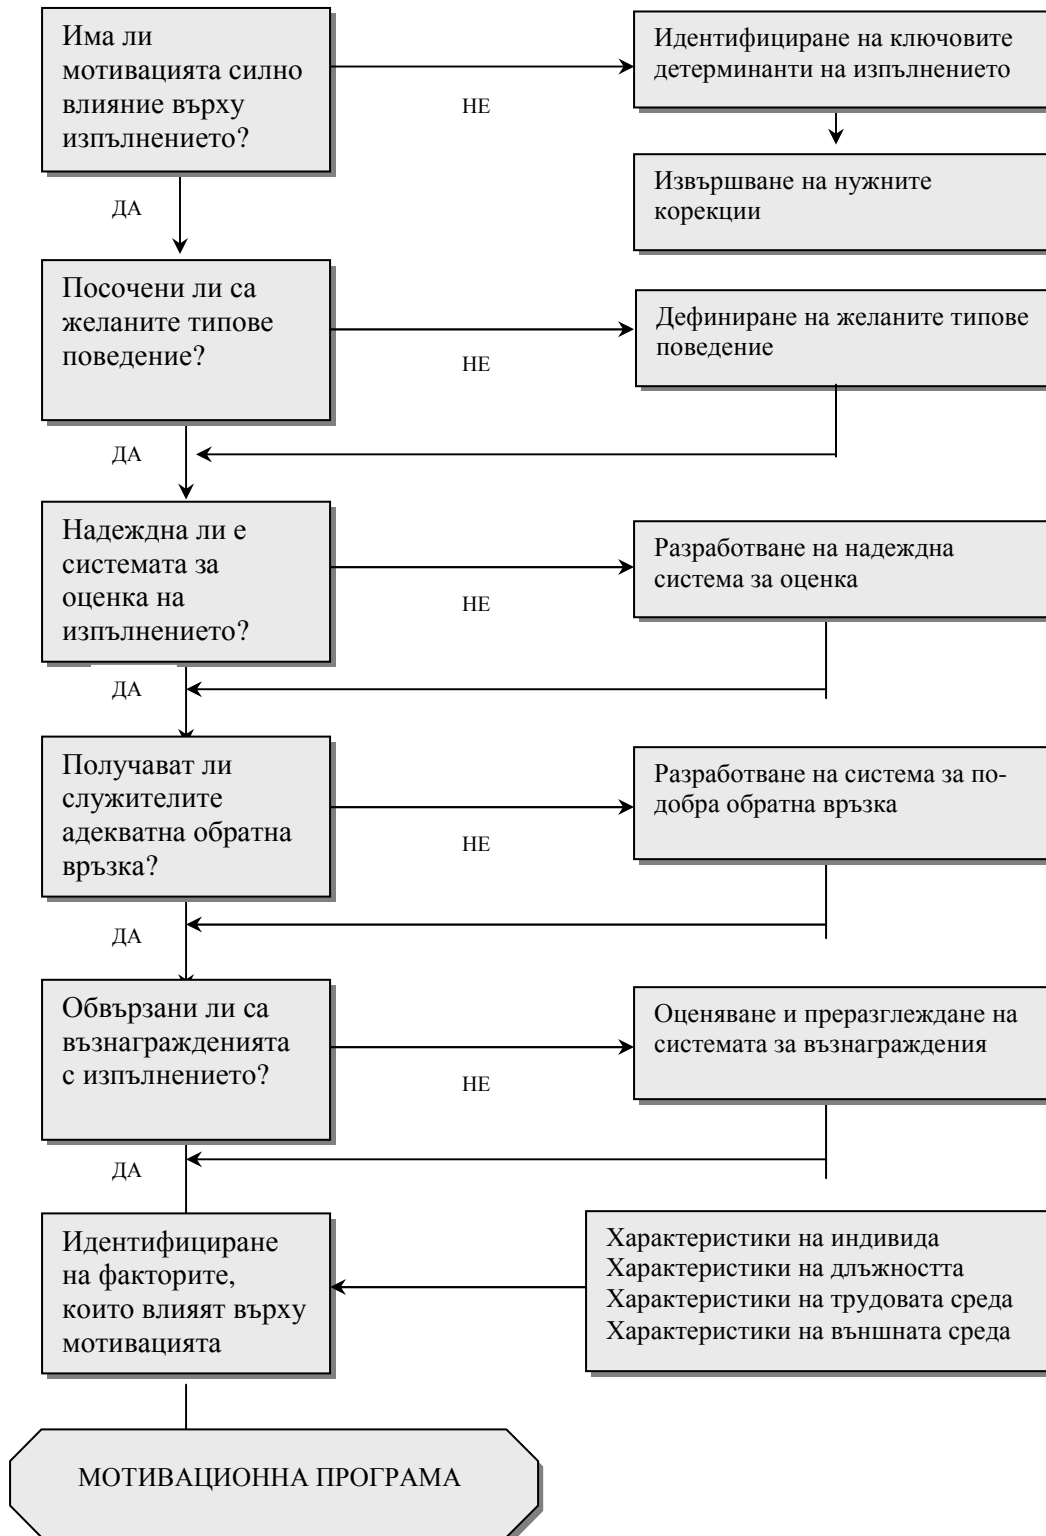 Има ли
мотивацията силно
влияние върху
изпълнението?
НЕ
Идентифициране на ключовите
детерминанти на изпълнението
Извършване на нужните
корекции
ДА
Посочени ли са
желаните типове
поведение?
НЕ
Дефиниране на желаните типове
поведение
ДА
Надеждна ли е
системата за
оценка на
изпълнението?
НЕ
Разработване на надеждна
система за оценка
ДА
Получават ли
служителите
адекватна обратна
връзка?
НЕ
Разработване на система за по-
добра обратна връзка
ДА
Обвързани ли са
възнагражденията
с изпълнението?
НЕ
Оценяване и преразглеждане на
системата за възнаграждения
ДА
Идентифициране
на факторите,
които влияят върху
мотивацията
Характеристики на индивида
Характеристики на длъжността
Характеристики на трудовата среда
Характеристики на външната среда
МОТИВАЦИОННА ПРОГРАМА